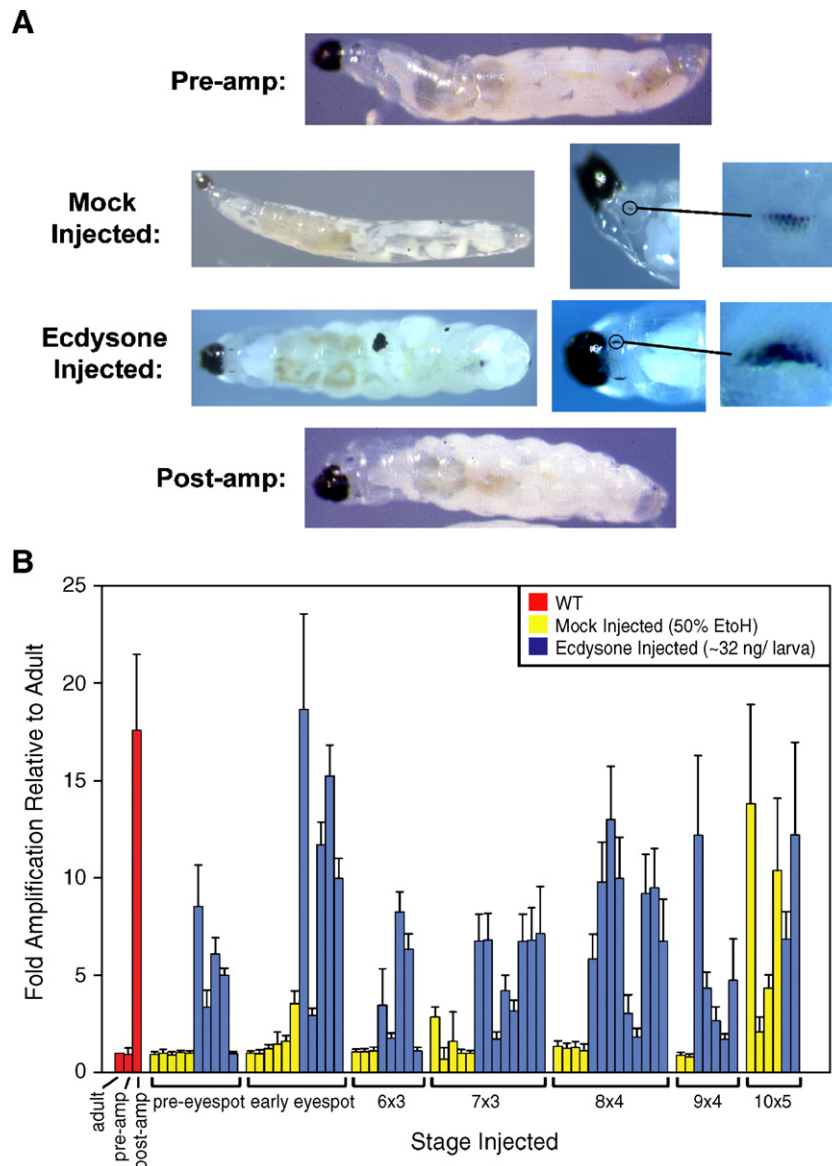 A
Pre-amp:
Mock
Injected:
Ecdysone
Injected:
Post-amp:
B
25
20
15
10
5
0
Fold Amplification Relative to Adult
WT
Mock Injected (50% EtoH)
Ecdysone Injected (~32 ng/ larva)
adult
pre-amp
post-amp
pre-eyespot
early eyespot
6x3
7x3
8x4
9x4
10x5
Stage Injected